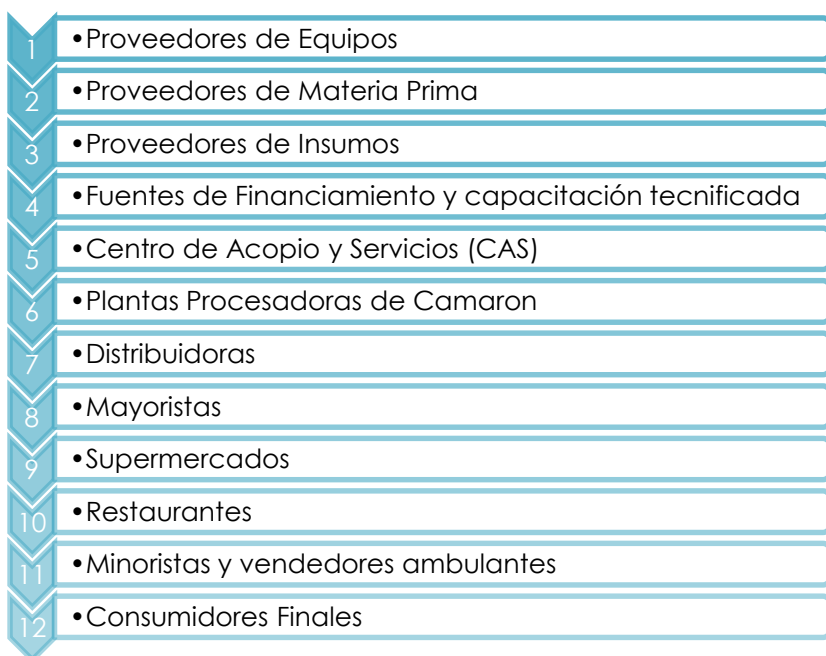 1 •Proveedores de Equipos
2 •Proveedores de Materia Prima
3 •Proveedores de Insumos
4 •Fuentes de Financiamiento y capacitación tecnificada
5 •Centro de Acopio y Servicios (CAS)
6 •Plantas Procesadoras de Camaron
7 •Distribuidoras
8 •Mayoristas
9 •Supermercados
10 •Restaurantes
11 •Minoristas y vendedores ambulantes
12 •Consumidores Finales